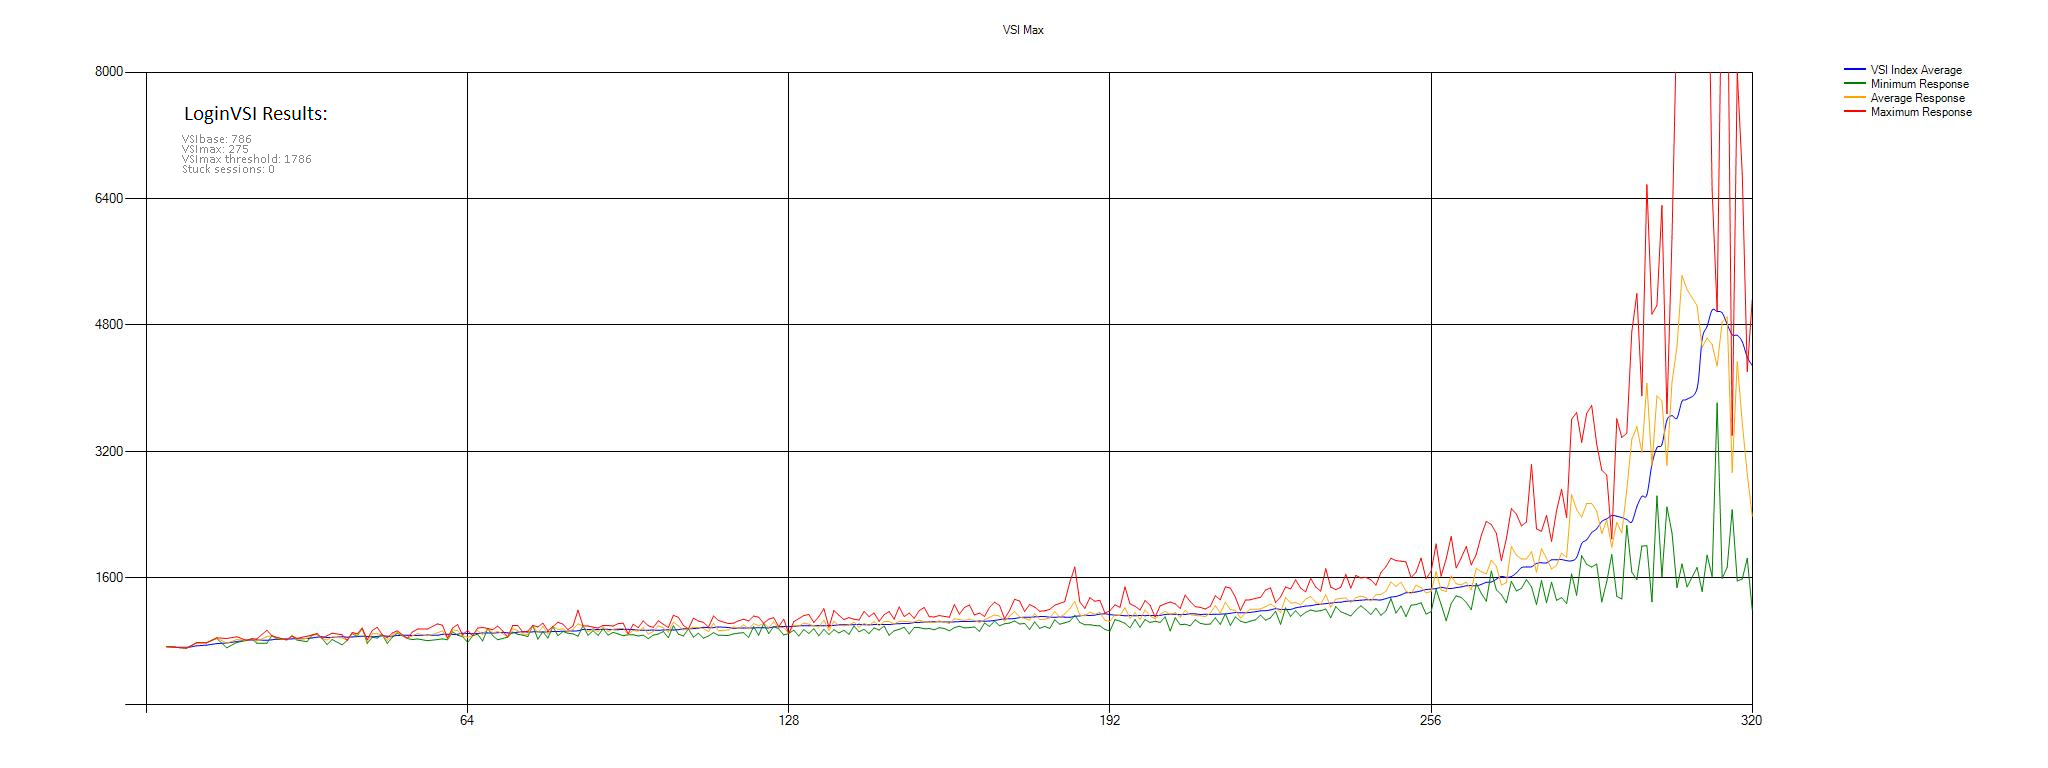 VSI Max
8000
6400
4800
3200
1600
LoginVSI Results:
VSIbase: 786
VSImax: 275
VSImax threshold: 1786
Stuck sessions: 0
VSI Index Average
Minimum Response
Average Response
Maximum Response
64
128
192
256
320